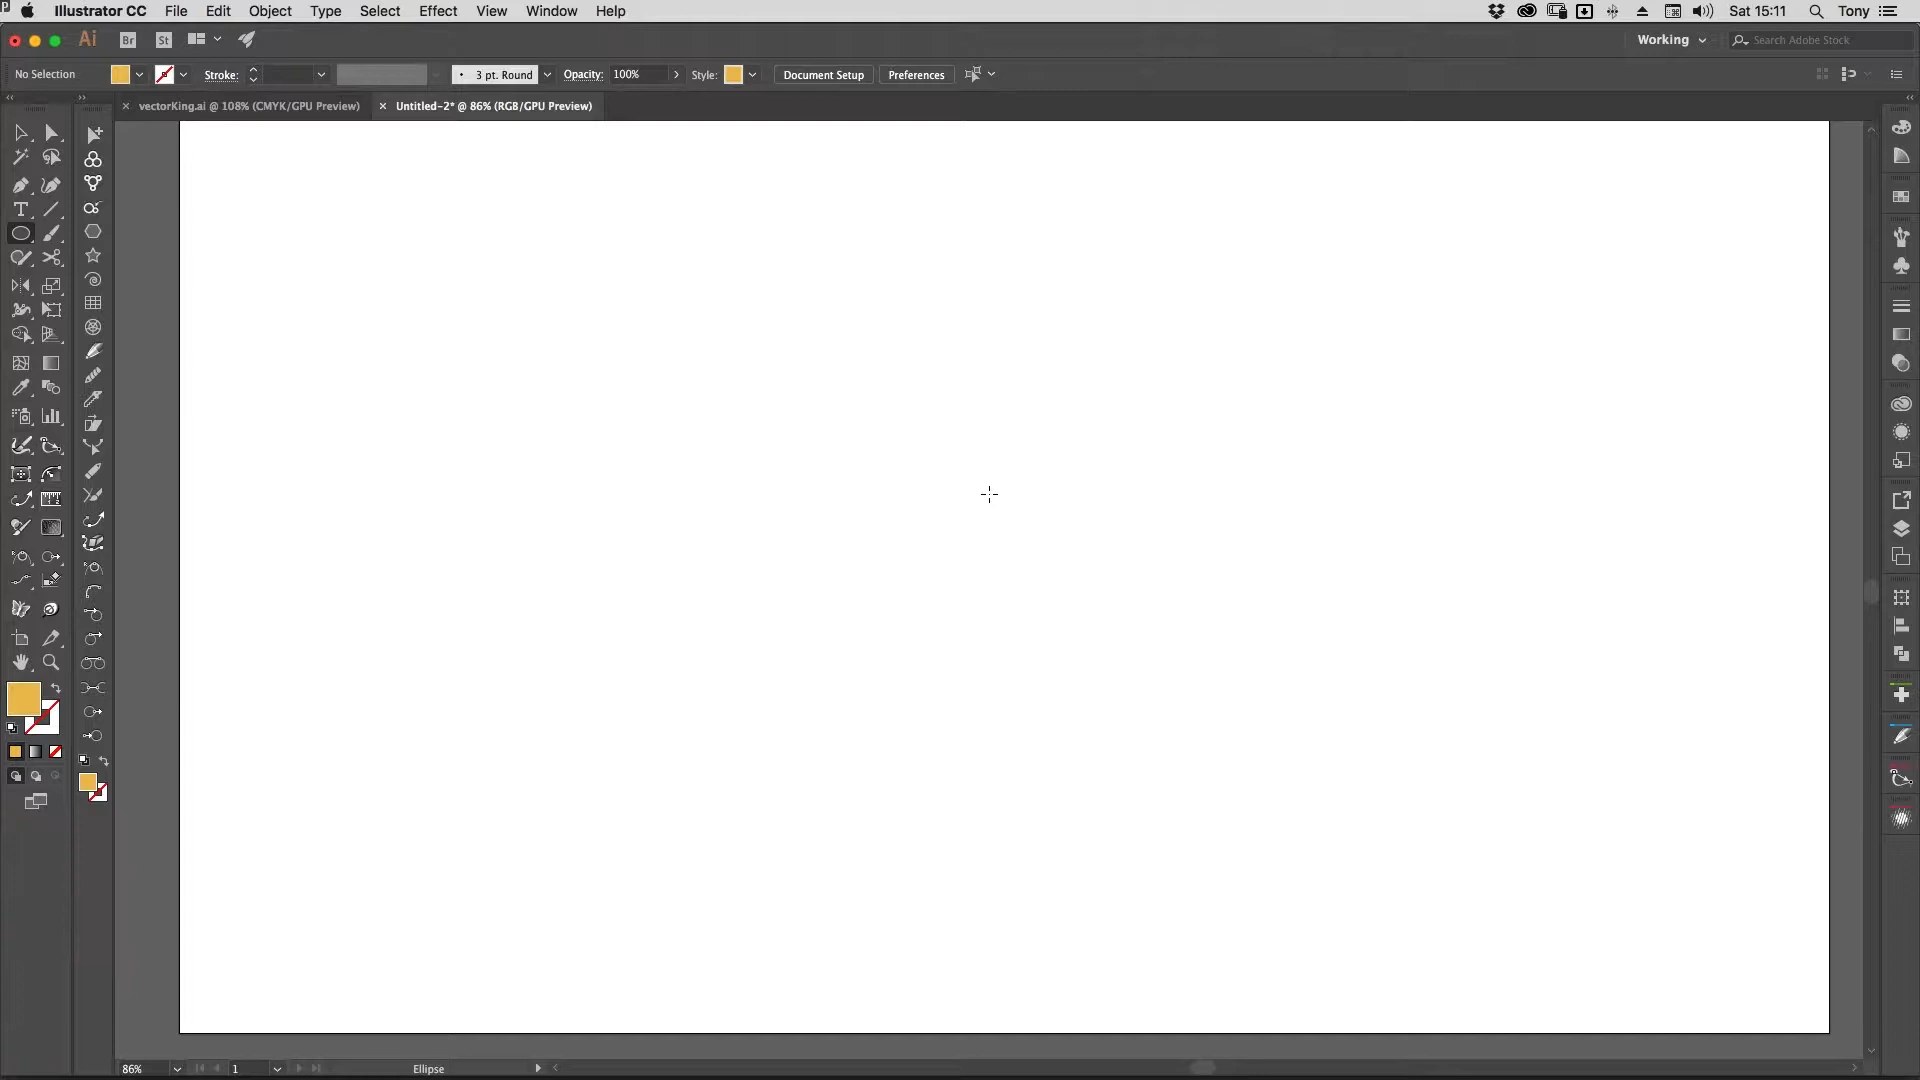 Illustrator CC File Edit Object Type Select Effect View Window Help Sat 15:11 Tony
Ai Br St Working Search Adobe Stock
No Selection Stroke: 3 pt. Round Opacity: 100% Style: Document Setup Preferences
vectorKing.ai @ 108% (CMYK/GPU Preview) Untitled-2* @ 86% (RGB/GPU Preview)
86% 1 Ellipse